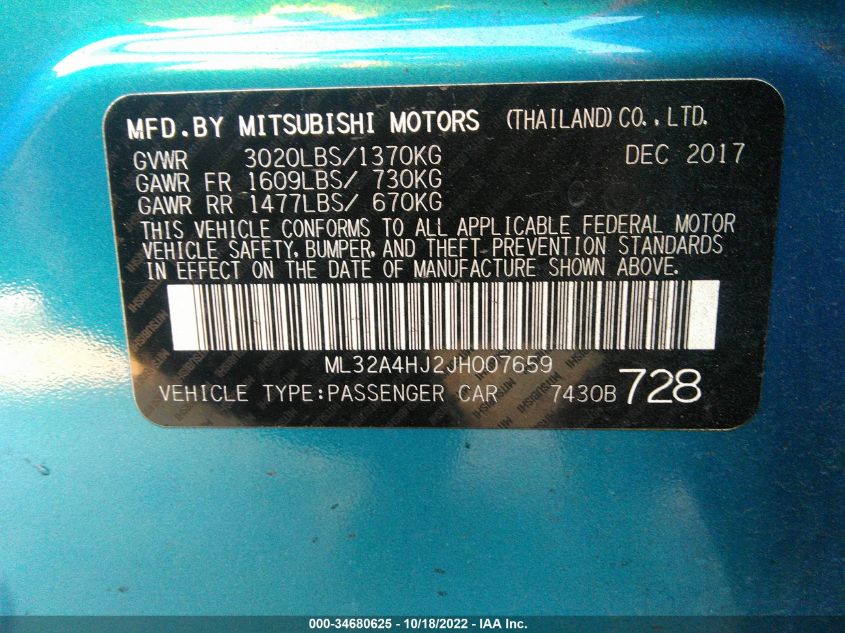 MFD.BY MITSUBISHI MOTORS (THAILAND)CO.,LTD.
GVWR 3020LBS/1370KG DEC 2017
GAWR FR 1609LBS/ 730KG
GAWR RR 1477LBS/ 670KG
THIS VEHICLE CONFORMS TO ALL APPLICABLE FEDERAL MOTOR
VEHICLE SAFETY, BUMPER, AND THEFT PREVENTION STANDARDS
IN EFFECT ON THE DATE OF MANUFACTURE SHOWN ABOVE.
ML32A4HJ2JH007659
VEHICLE TYPE:PASSENGER CAR 7430B 728
000-34680625 - 10/18/2022 - IAA Inc.